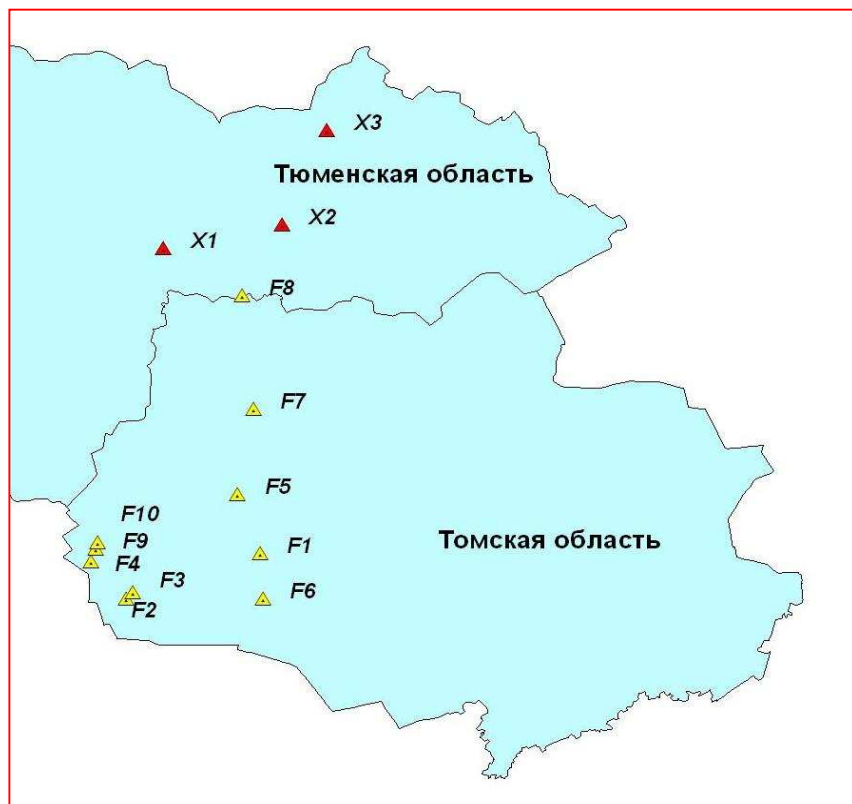 X3
Тюменская область
X2
X1
F8
F7
F5
F10
F9
F1
Томская область
F4
F3
F6
F2